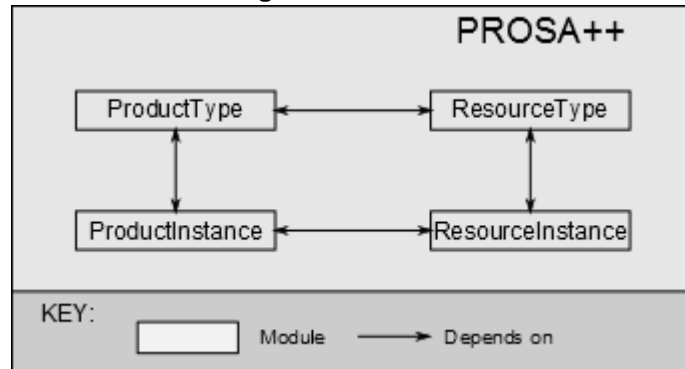 PROSA++
ProductType
ResourceType
ProductInstance
ResourceInstance
KEY:
Module
Depends on